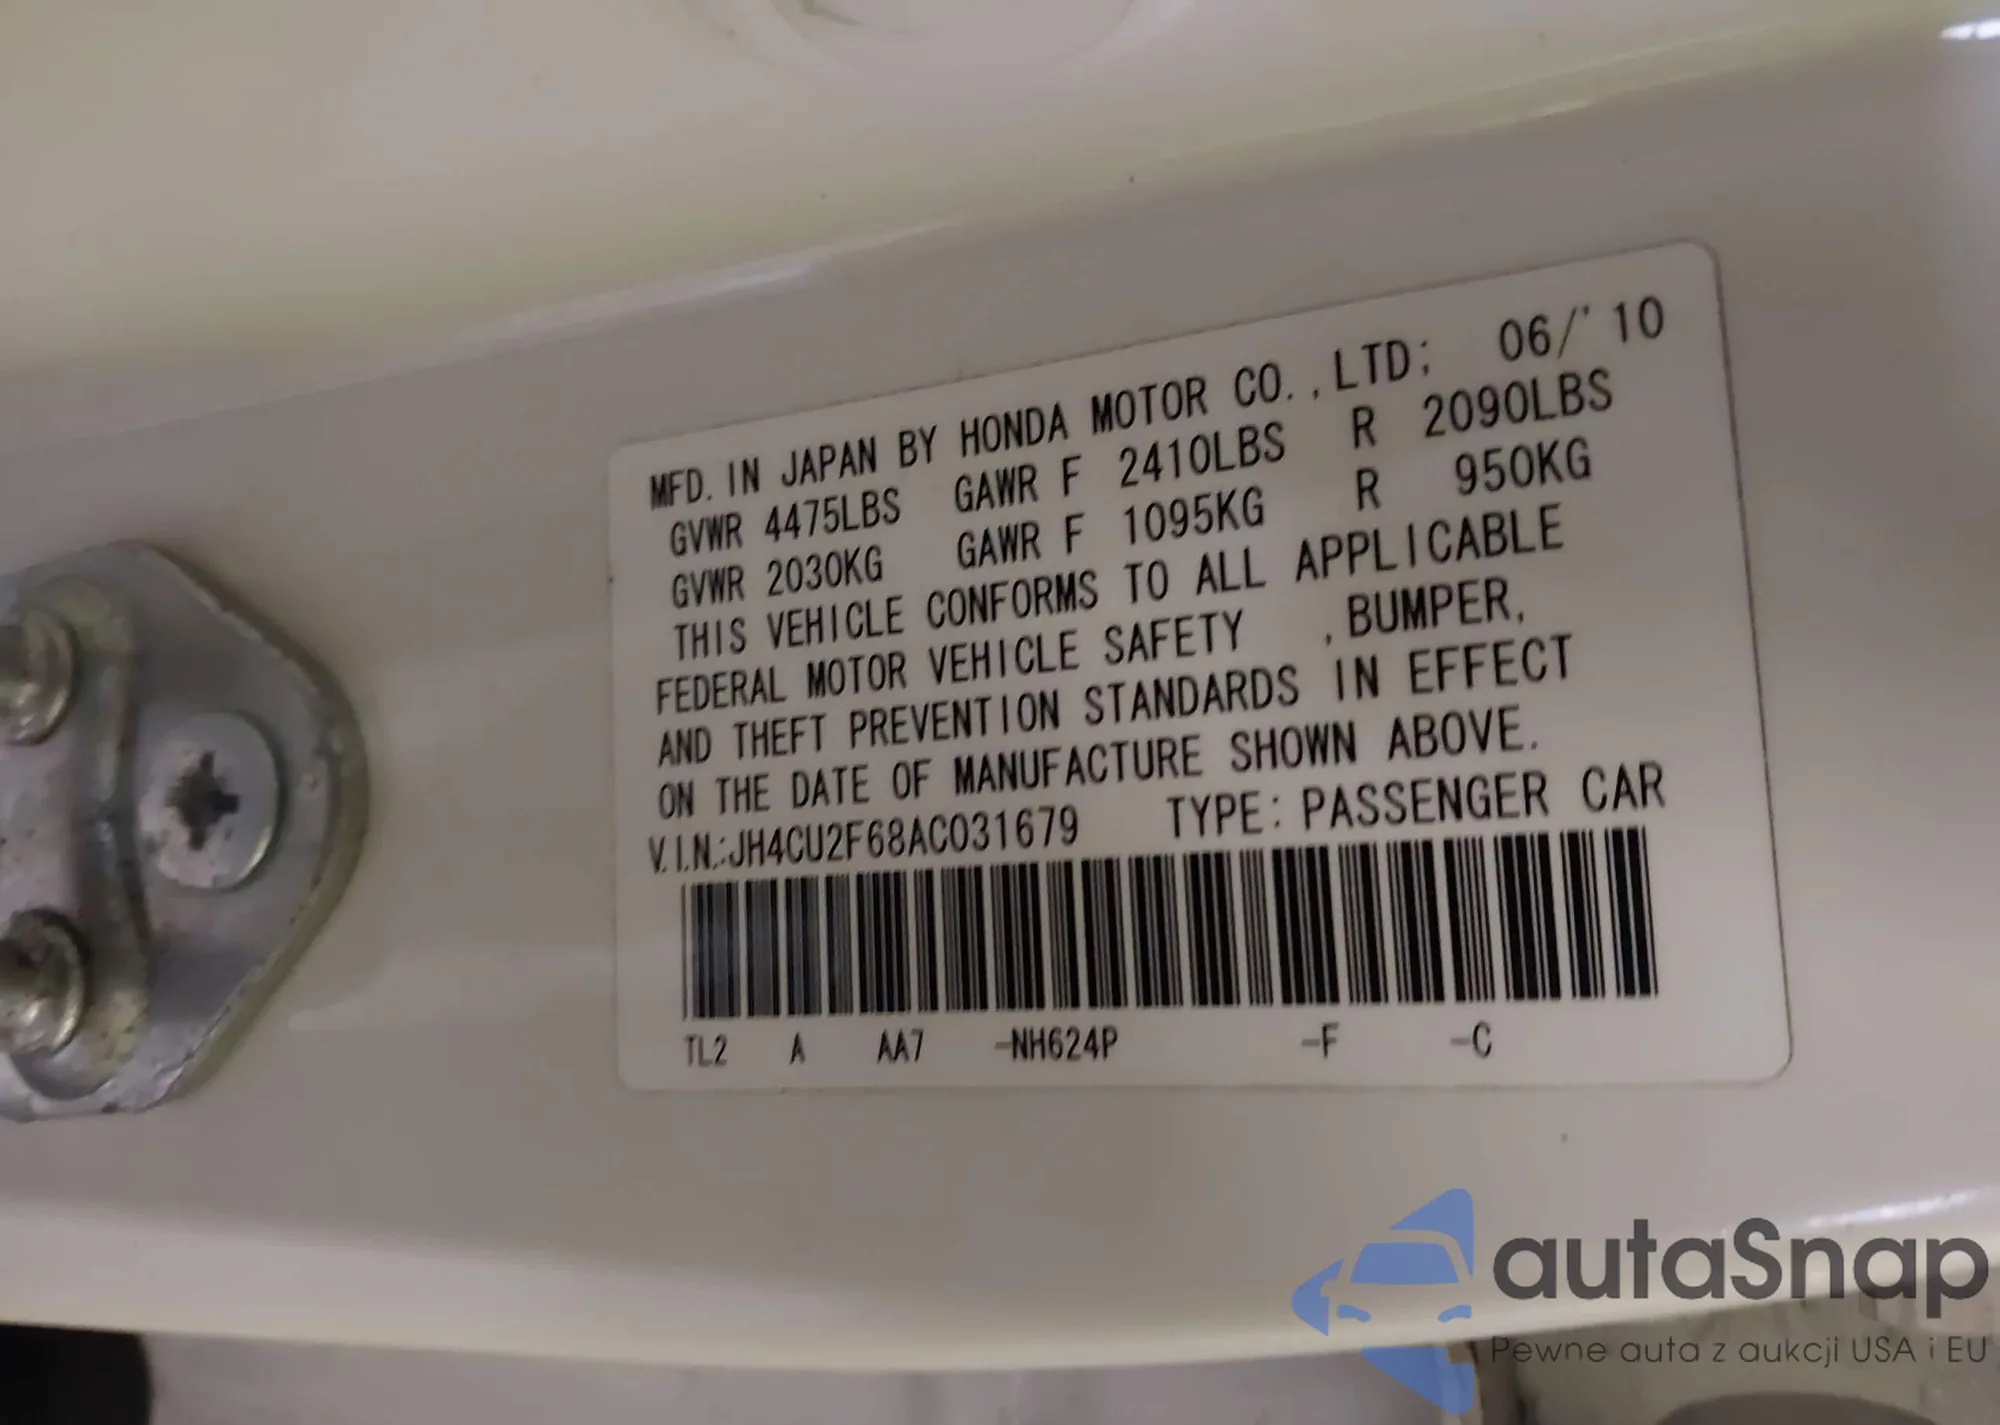 MFD. IN JAPAN BY HONDA MOTOR CO., LTD; 06/'10
GVWR 4475LBS GAWR F 2410LBS R 2090LBS
GVWR 2030KG GAWR F 1095KG R 950KG
THIS VEHICLE CONFORMS TO ALL APPLICABLE
FEDERAL MOTOR VEHICLE SAFETY , BUMPER,
AND THEFT PREVENTION STANDARDS IN EFFECT
ON THE DATE OF MANUFACTURE SHOWN ABOVE.
V.I.N.:JH4CU2F68AC031679 TYPE: PASSENGER CAR
TL2 A AA7 -NH624P -F -C
autaSnap
Pewne auta z aukcji USA i EU